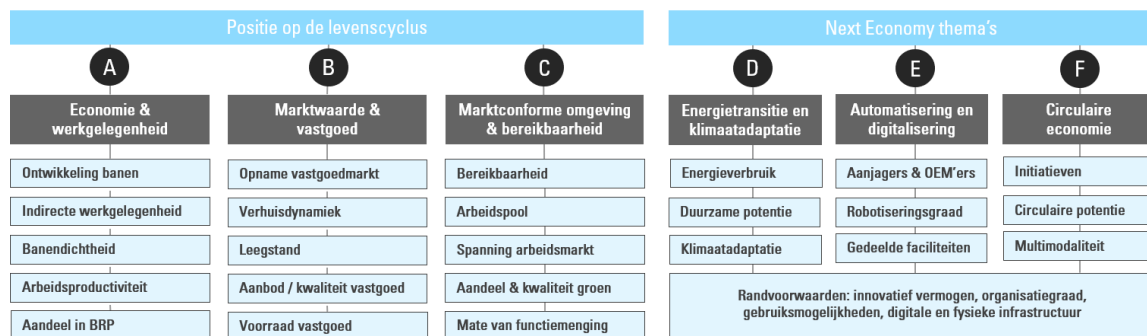 Positie op de levenscyclus
Next Economy thema's
A
B
C
D
E
F
Economie &
werkgelegenheid
Marktwaarde &
vastgoed
Marktconforme omgeving
& bereikbaarheid
Energietransitie en
klimaatadaptatie
Automatisering en
digitalisering
Circulaire
economie
Ontwikkeling banen
Indirecte werkgelegenheid
Banendichtheid
Arbeidsproductiviteit
Aandeel in BRP
Opname vastgoedmarkt
Verhuisdynamiek
Leegstand
Aanbod / kwaliteit vastgoed
Voorraad vastgoed
Bereikbaarheid
Arbeidspool
Spanning arbeidsmarkt
Aandeel & kwaliteit groen
Mate van functiemenging
Energieverbruik
Duurzame potentie
Klimaatadaptatie
Aanjagers & OEM'ers
Robotiseringsgraad
Gedeelde faciliteiten
Initiatieven
Circulaire potentie
Multimodaliteit
Randvoorwaarden: innovatief vermogen, organisatiegraad,
gebruiksmogelijkheden, digitale en fysieke infrastructuur